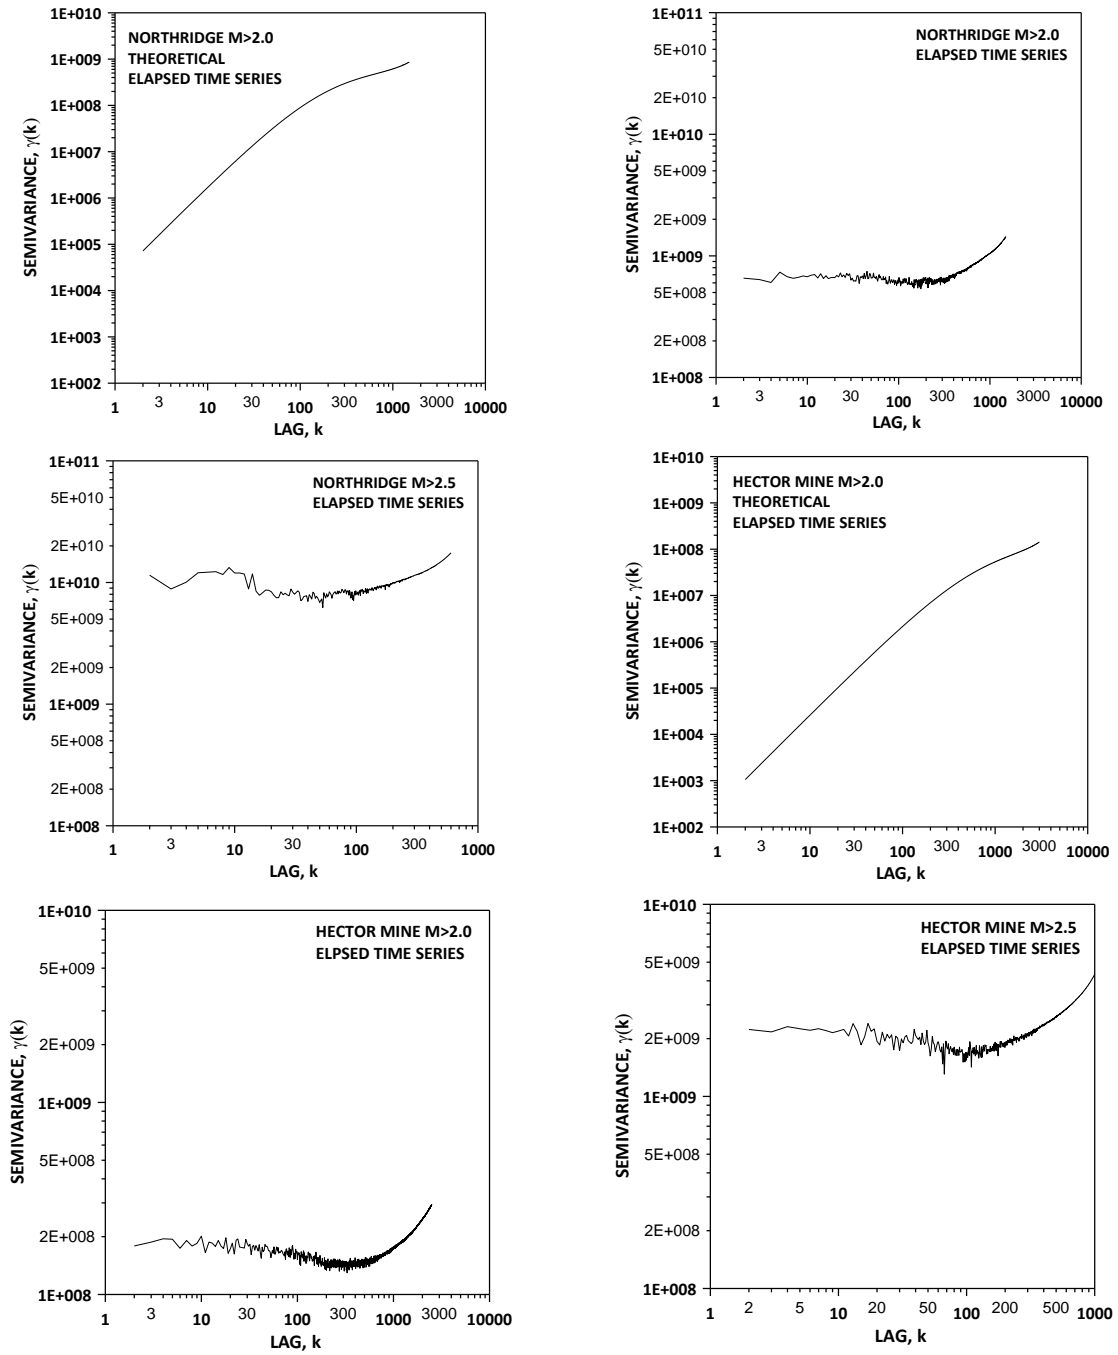 1E+010
NORTHRIDGE M>2.0
THEORETICAL
ELAPSED TIME SERIES
1E+009
1E+008
1E+007
1E+006
1E+005
1E+004
1E+003
1E+002
SEMIVARIANCE, γ(k)
1 3 10 30 100 300 1000 3000 10000
LAG, k
1E+011
NORTHRIDGE M>2.0
ELAPSED TIME SERIES
5E+010
2E+010
1E+010
5E+009
2E+009
1E+009
5E+008
2E+008
1E+008
SEMIVARIANCE, γ(k)
1 3 10 30 100 300 1000 3000 10000
LAG, k
1E+011
NORTHRIDGE M>2.5
ELAPSED TIME SERIES
5E+010
2E+010
1E+010
5E+009
2E+009
1E+009
5E+008
2E+008
1E+008
SEMIVARIANCE, γ(k)
1 3 10 30 100 300 1000
LAG, k
1E+010
HECTOR MINE M>2.0
THEORETICAL
ELAPSED TIME SERIES
1E+009
1E+008
1E+007
1E+006
1E+005
1E+004
1E+003
1E+002
SEMIVARIANCE, γ(k)
1 3 10 30 100 300 1000 3000 10000
LAG, k
1E+010
HECTOR MINE M>2.0
ELPSED TIME SERIES
5E+009
2E+009
1E+009
5E+008
2E+008
1E+008
SEMIVARIANCE, γ(k)
1 3 10 30 100 300 1000 3000 10000
LAG, k
1E+010
HECTOR MINE M>2.5
ELAPSED TIME SERIES
5E+009
2E+009
1E+009
5E+008
2E+008
1E+008
SEMIVARIANCE, γ(k)
1 2 5 10 20 50 100 200 500 1000
LAG, k